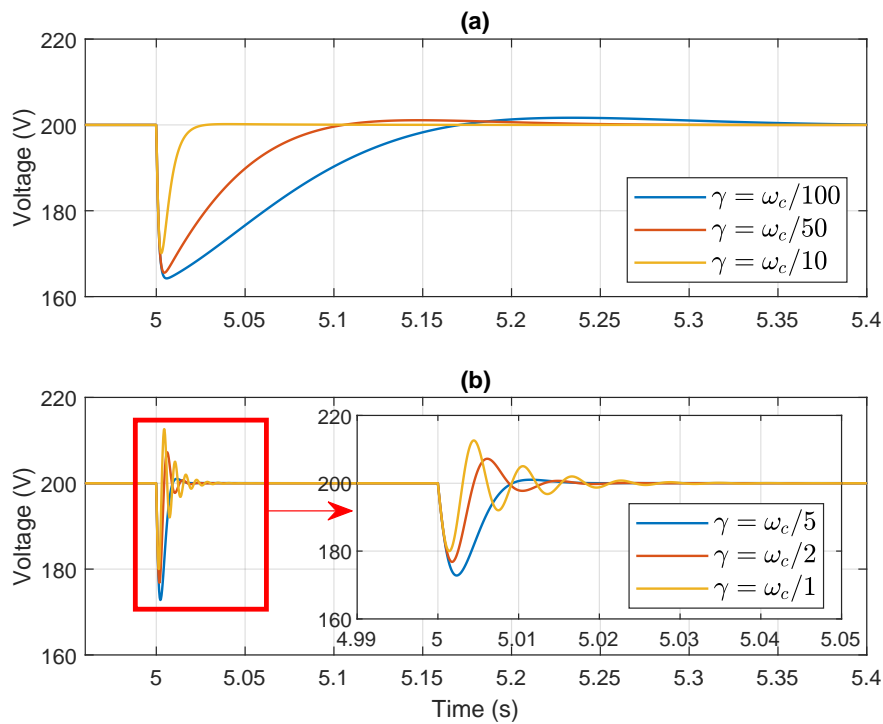 (a)
Voltage (V)
220
200
180
160
γ = ω_c/100
γ = ω_c/50
γ = ω_c/10
5 5.05 5.1 5.15 5.2 5.25 5.3 5.35 5.4
(b)
Voltage (V)
220
200
180
160
220
200
180
160
γ = ω_c/5
γ = ω_c/2
γ = ω_c/1
4.99 5 5.01 5.02 5.03 5.04 5.05
5 5.05 5.1 5.15 5.2 5.25 5.3 5.35 5.4
Time (s)